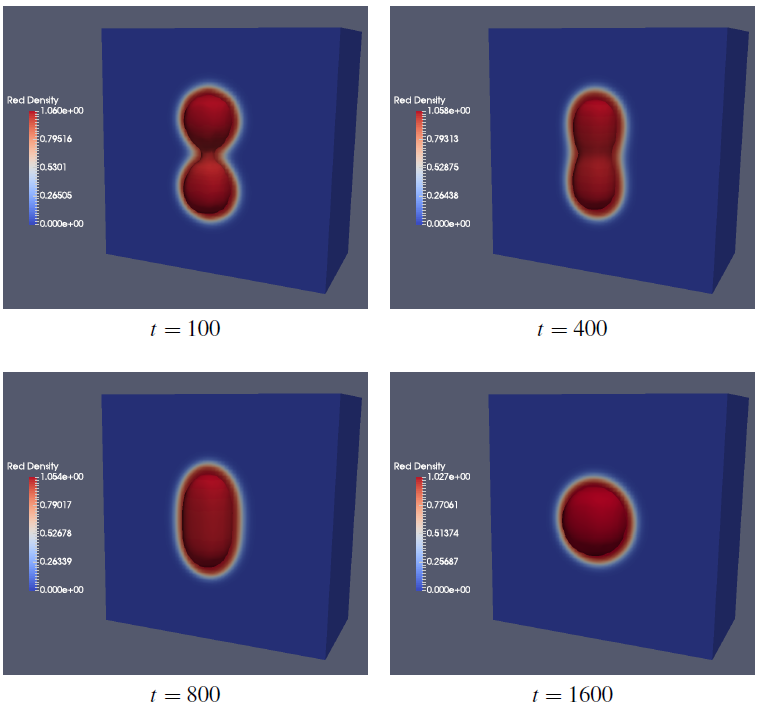 Red Density
1.060e+00
0.79516
0.5301
0.26505
0.000e+00
t = 100
Red Density
1.058e+00
0.79313
0.52875
0.26438
0.000e+00
t = 400
Red Density
1.054e+00
0.79017
0.52678
0.26339
0.000e+00
t = 800
Red Density
1.027e+00
0.77061
0.51374
0.25687
0.000e+00
t = 1600